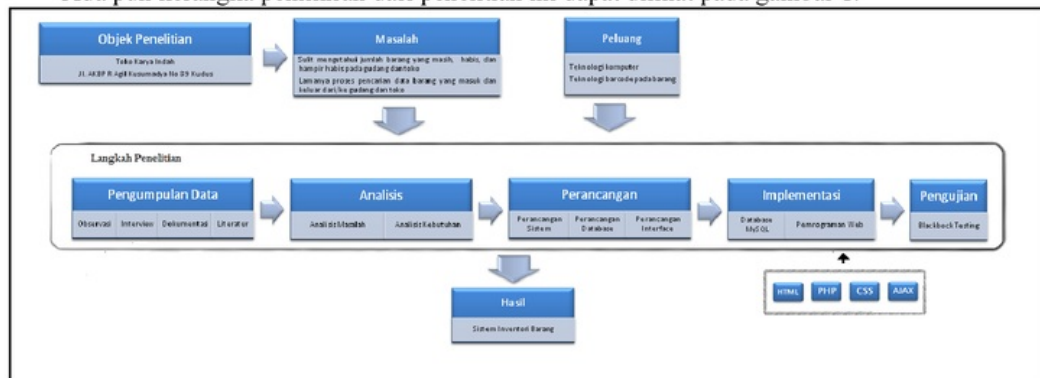 Objek Penelitian
Toko Karya Indah
Jl. AKBP R Agil Kusumadya No 89 Kudus
Masalah
Sulit mengetahui jumlah barang yang masih, habis, dan
hampir habis pada gudang dan toko
Lamanya proses pencarian data barang yang masuk dan
keluar dari/ke gudang dan toko
Peluang
Teknologi komputer
Teknologi barcode pada barang
Langkah Penelitian
Pengumpulan Data
Observasi Interview Dokumentasi Literatur
Analisis
Analisis Masalah Analisis Kebutuhan
Perancangan
Perancangan Perancangan Perancangan
Sistem Database Interface
Implementasi
Database
MySQL
Pemrograman Web
Pengujian
Blackbock Testing
HTML PHP CSS AJAX
Hasil
Sistem Inventori Barang